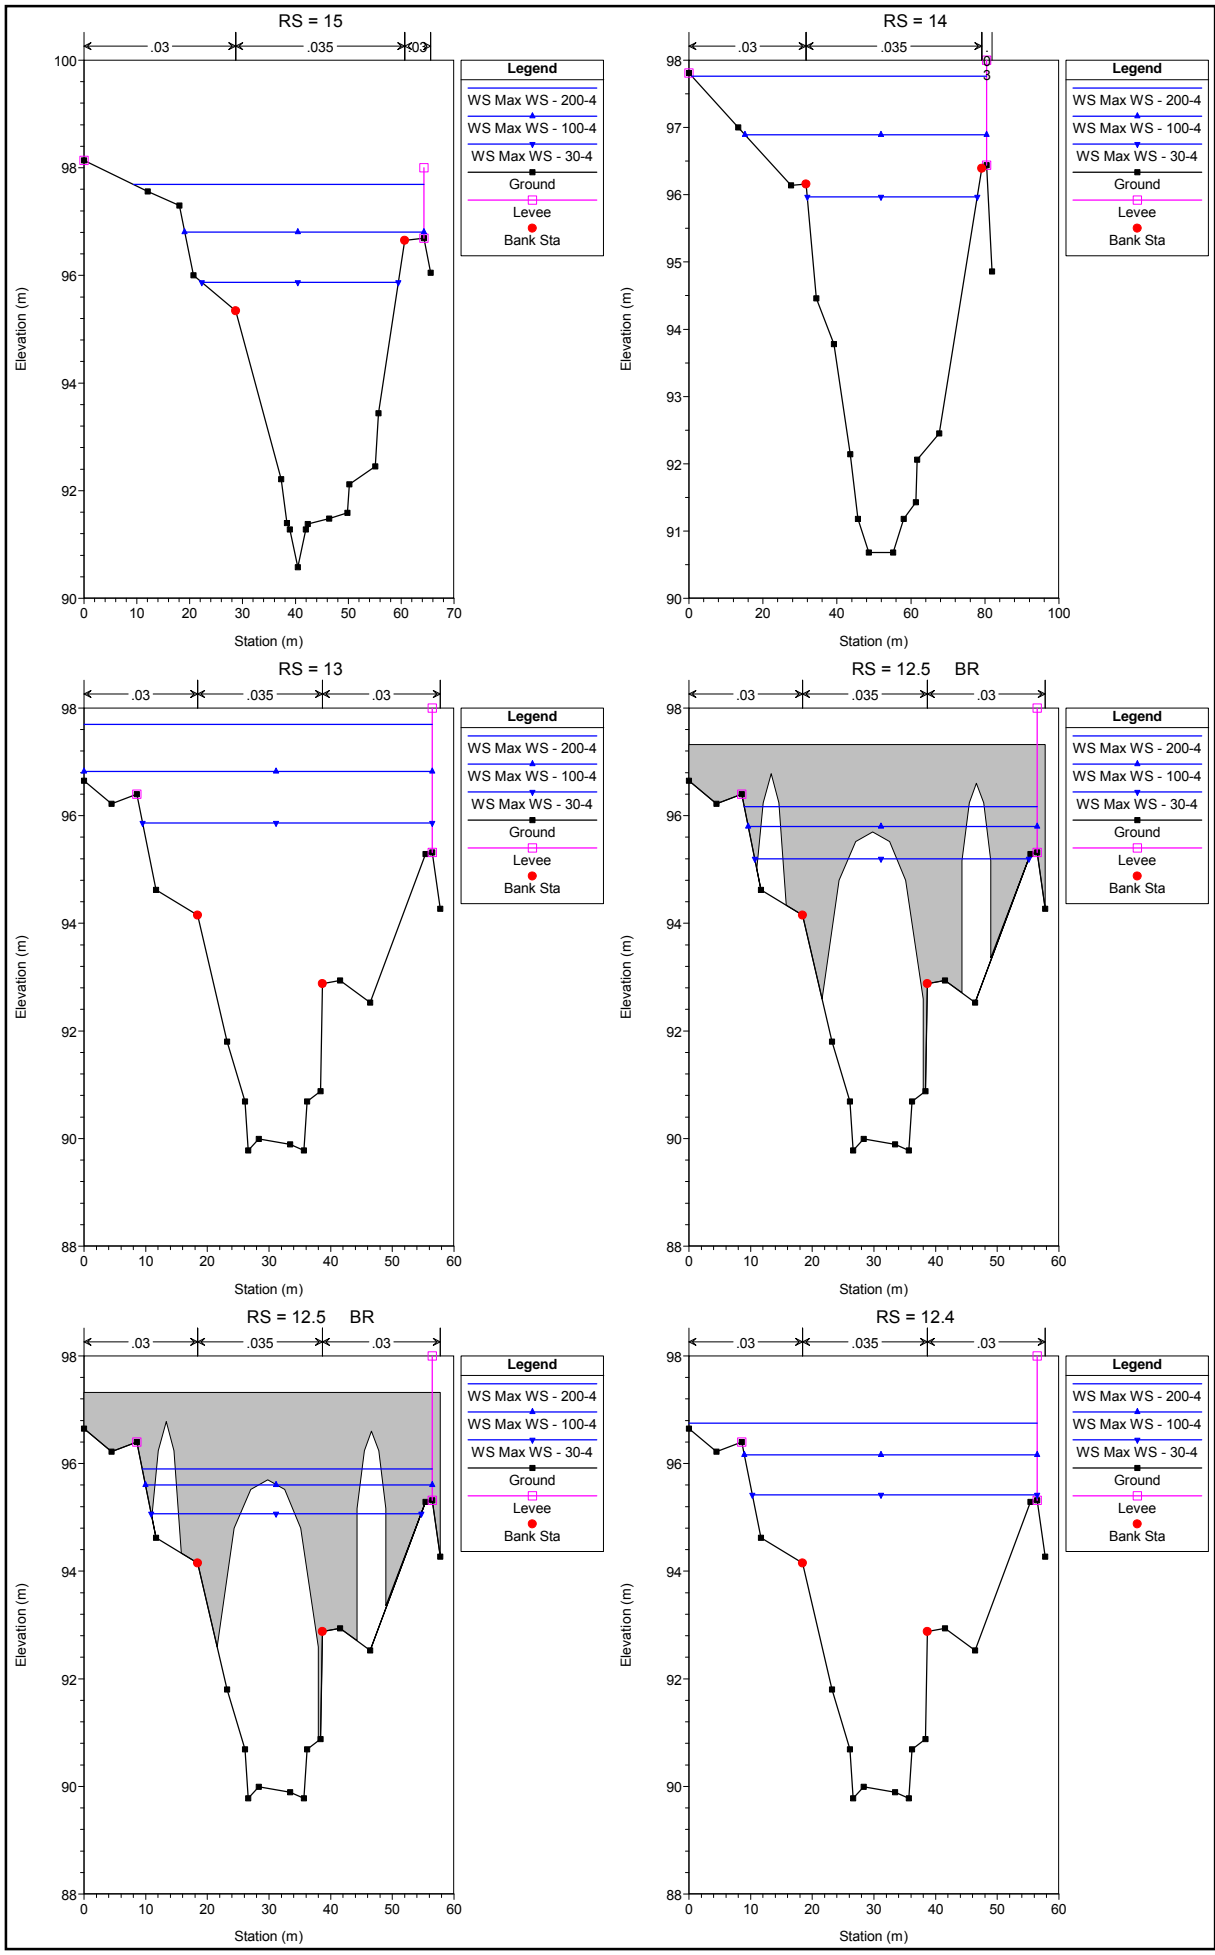 RS = 15
.03
.035
.03
100
98
96
94
92
90
0
10
20
30
40
50
60
70
Elevation (m)
Station (m)
Legend
WS Max WS - 200-4
WS Max WS - 100-4
WS Max WS - 30-4
Ground
Levee
Bank Sta
RS = 14
.03
.035
.03
98
97
96
95
94
93
92
91
90
0
20
40
60
80
100
Elevation (m)
Station (m)
Legend
WS Max WS - 200-4
WS Max WS - 100-4
WS Max WS - 30-4
Ground
Levee
Bank Sta
RS = 13
.03
.035
.03
98
96
94
92
90
88
0
10
20
30
40
50
60
Elevation (m)
Station (m)
Legend
WS Max WS - 200-4
WS Max WS - 100-4
WS Max WS - 30-4
Ground
Levee
Bank Sta
RS = 12.5 BR
.03
.035
.03
98
96
94
92
90
88
0
10
20
30
40
50
60
Elevation (m)
Station (m)
Legend
WS Max WS - 200-4
WS Max WS - 100-4
WS Max WS - 30-4
Ground
Levee
Bank Sta
RS = 12.5 BR
.03
.035
.03
98
96
94
92
90
88
0
10
20
30
40
50
60
Elevation (m)
Station (m)
Legend
WS Max WS - 200-4
WS Max WS - 100-4
WS Max WS - 30-4
Ground
Levee
Bank Sta
RS = 12.4
.03
.035
.03
98
96
94
92
90
88
0
10
20
30
40
50
60
Elevation (m)
Station (m)
Legend
WS Max WS - 200-4
WS Max WS - 100-4
WS Max WS - 30-4
Ground
Levee
Bank Sta